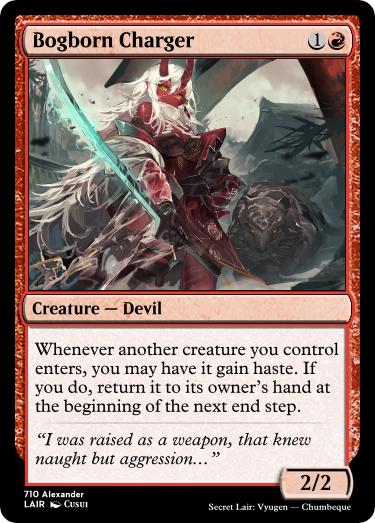 Bogborn Charger 1
Creature — Devil
Whenever another creature you control
enters, you may have it gain haste. If
you do, return it to its owner's hand at
the beginning of the next end step.
“I was raised as a weapon, that knew
naught but aggression…”
2/2
710 Alexander
LAIR Cusui
Secret Lair: Vyugen — Chumbeque